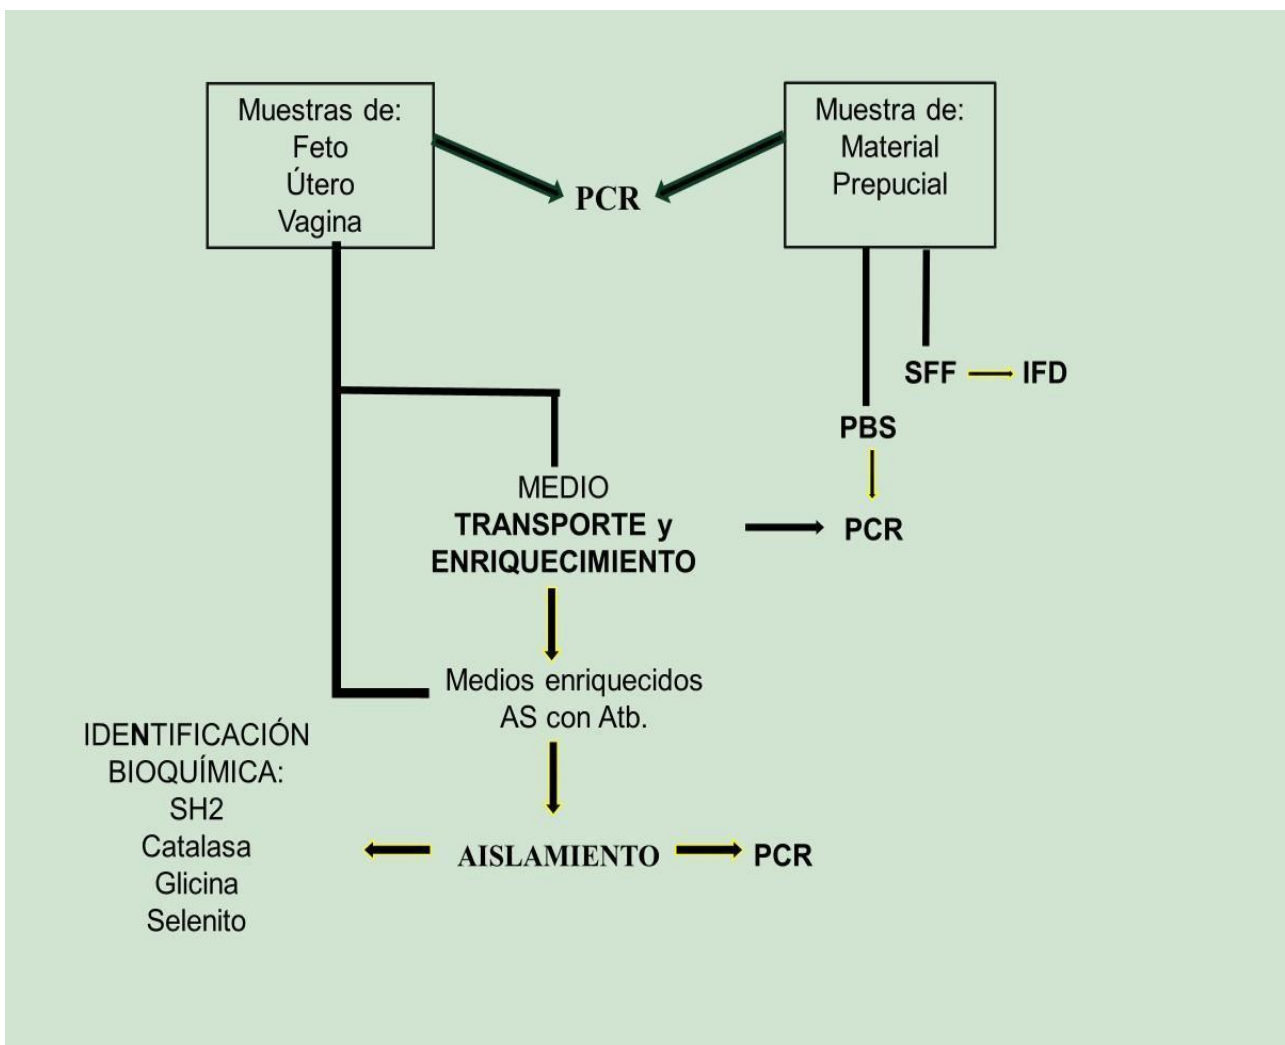 Muestras de:
Feto
Útero
Vagina
Muestra de:
Material
Prepucial
PCR
SFF
IFD
PBS
MEDIO
TRANSPORTE y
ENRIQUECIMIENTO
PCR
Medios enriquecidos
AS con Atb.
IDENTIFICACIÓN
BIOQUÍMICA:
SH2
Catalasa
Glicina
Selenito
AISLAMIENTO
PCR